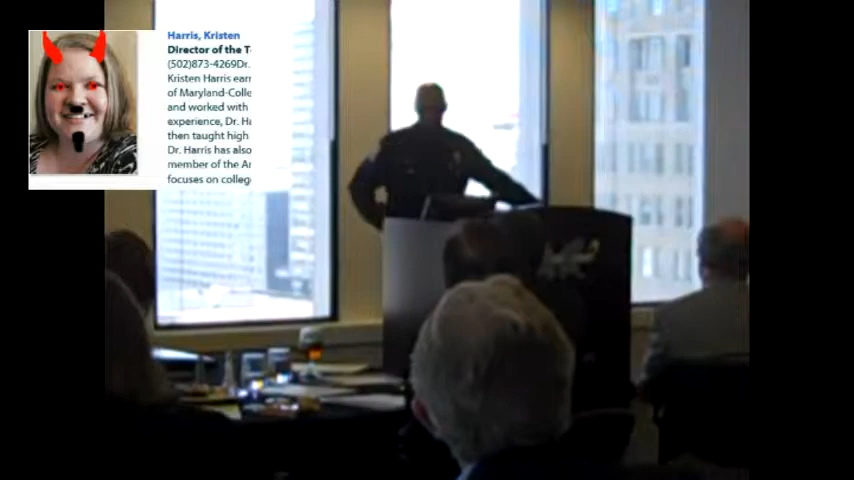 Harris, Kristen
Director of the T
(502)873-4269Dr.
Kristen Harris earr
of Maryland-Colle
and worked with
experience, Dr. Ha
then taught high
Dr. Harris has also
member of the Ar
focuses on colleg